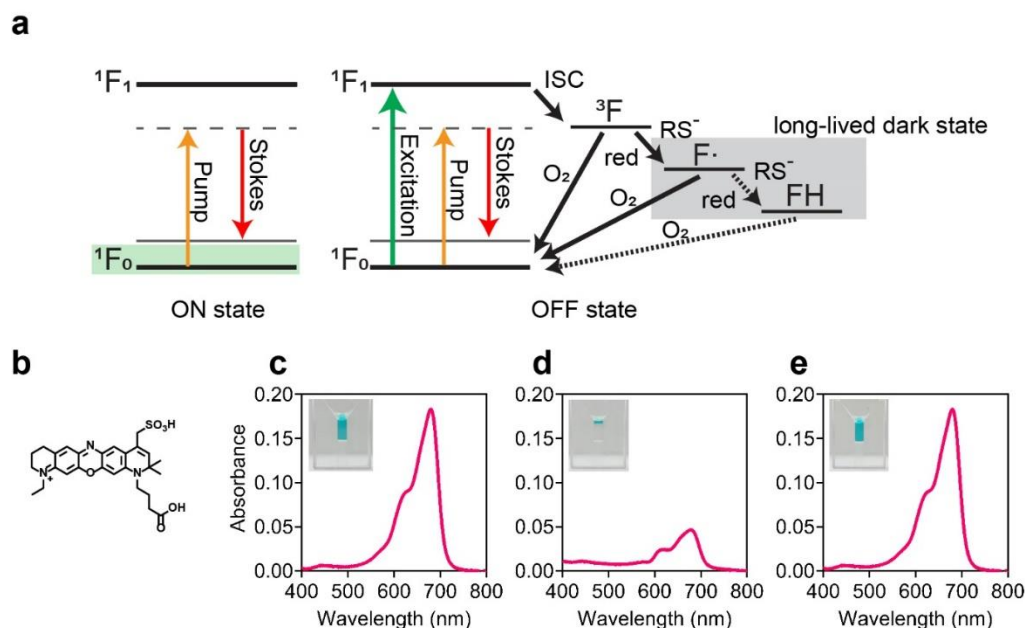 a
¹F₁
Pump
Stokes
¹F₀
ON state
¹F₁
Excitation
Pump
Stokes
¹F₀
OFF state
ISC
³F
RS⁻
red
O₂
long-lived dark state
F·
RS⁻
O₂
red
FH
O₂
b
N
O
N
+
N
SO₃H
OH
O
c
Absorbance
0.20
0.15
0.10
0.05
0.00
400 500 600 700 800
Wavelength (nm)
d
0.20
0.15
0.10
0.05
0.00
400 500 600 700 800
Wavelength (nm)
e
0.20
0.15
0.10
0.05
0.00
400 500 600 700 800
Wavelength (nm)